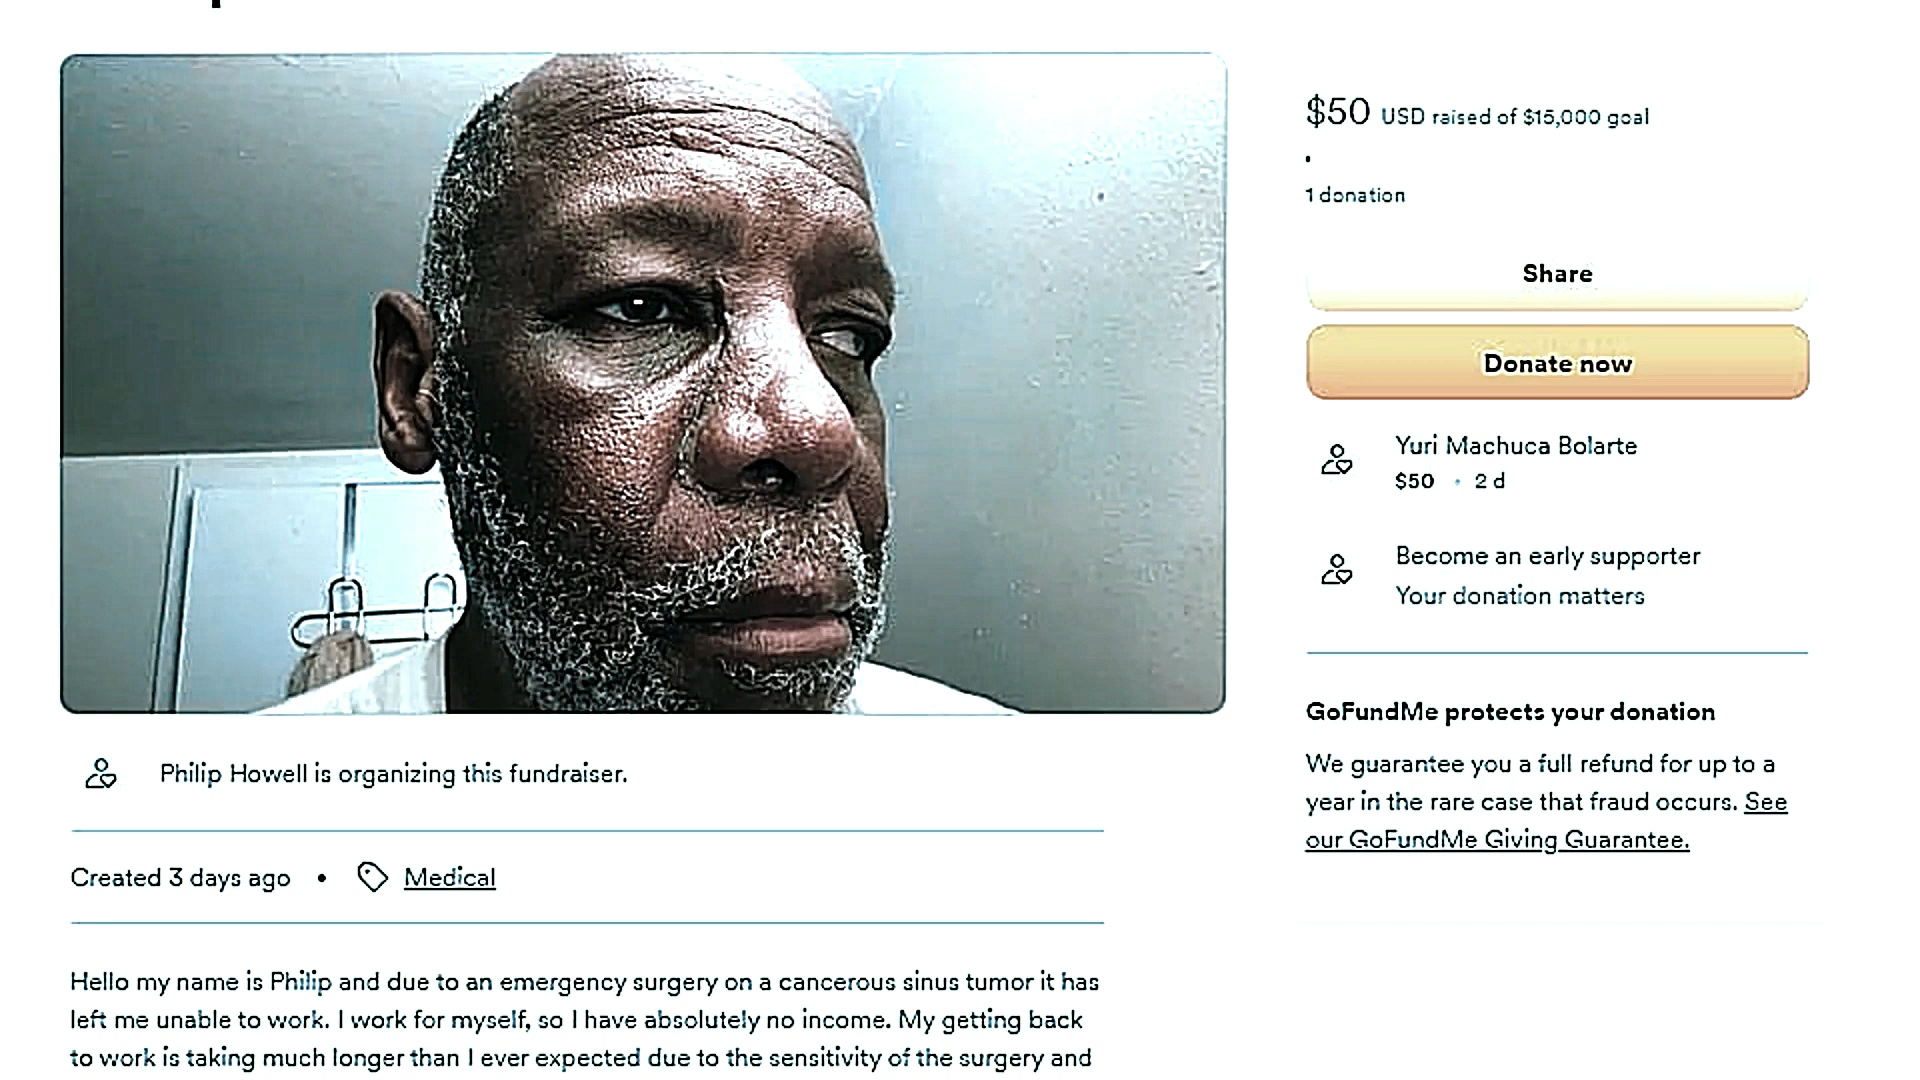 $50 USD raised of $15,000 goal
1 donation
Share
Donate now
Yuri Machuca Bolarte
$50 • 2 d
Become an early supporter
Your donation matters
GoFundMe protects your donation
We guarantee you a full refund for up to a
year in the rare case that fraud occurs. See
our GoFundMe Giving Guarantee.
Philip Howell is organizing this fundraiser.
Created 3 days ago • Medical
Hello my name is Philip and due to an emergency surgery on a cancerous sinus tumor it has
left me unable to work. I work for myself, so I have absolutely no income. My getting back
to work is taking much longer than I ever expected due to the sensitivity of the surgery and